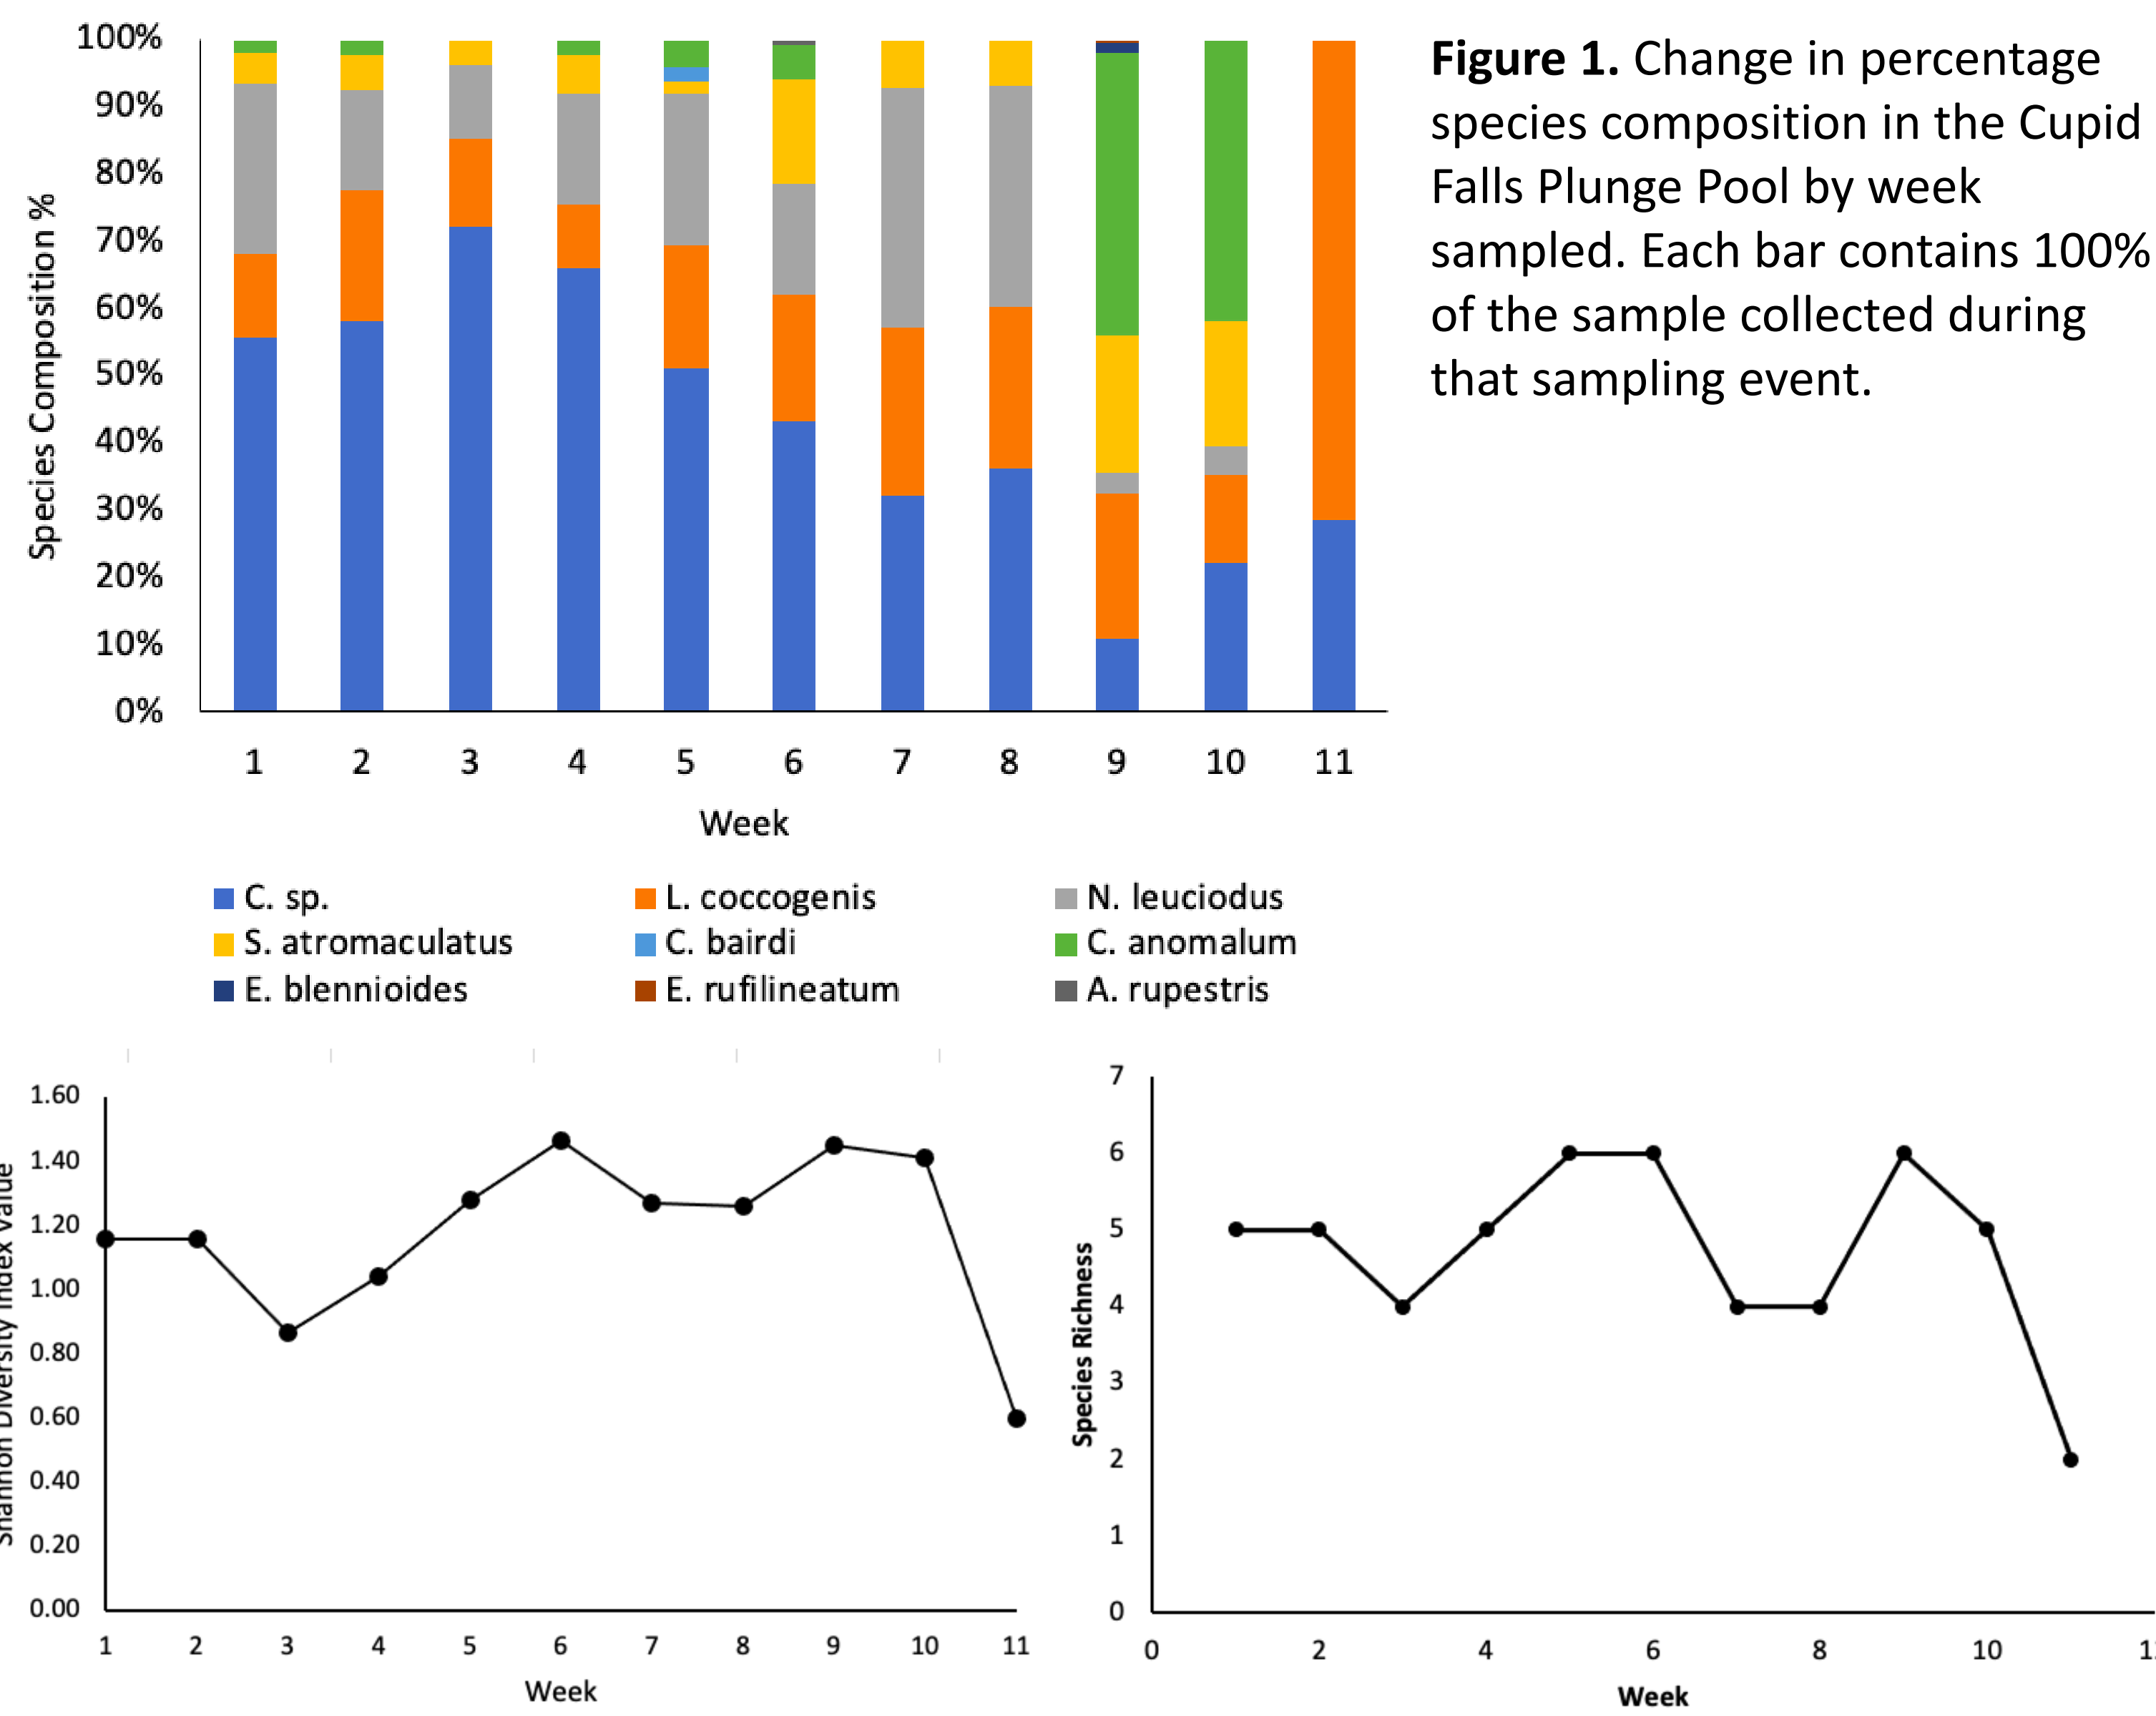 100%
90%
80%
70%
60%
50%
40%
30%
20%
10%
0%
Species Composition %
1 2 3 4 5 6 7 8 9 10 11
Week
C. sp. L. coccogenis N. leuciodus
S. atromaculatus C. bairdi C. anomalum
E. blennioides E. rufilineatum A. rupestris
Figure 1. Change in percentage
species composition in the Cupid
Falls Plunge Pool by week
sampled. Each bar contains 100%
of the sample collected during
that sampling event.
1.60
1.40
1.20
1.00
0.80
0.60
0.40
0.20
0.00
Shannon Diversity Index Value
1 2 3 4 5 6 7 8 9 10 11
Week
7
6
5
4
3
2
1
0
Species Richness
0 2 4 6 8 10
Week